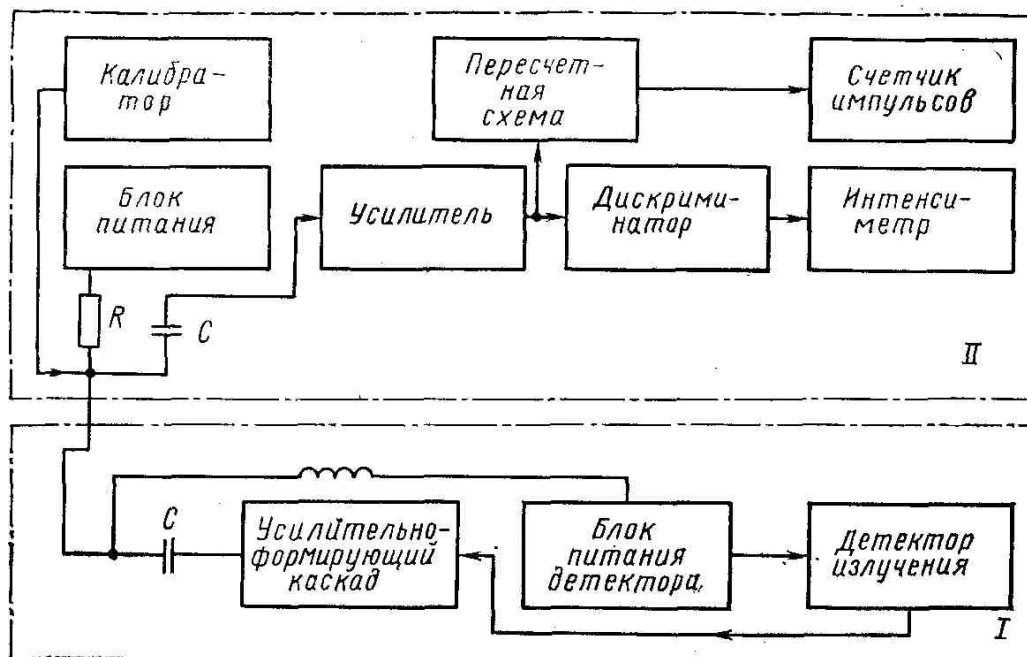 Калибра-
тор
Пересчет-
ная
схема
Счетчик
импульсов
Блок
питания
Усилитель
Дискрими-
натор
Интенси-
метр
R
C
II
C
Усилительно-
формирующий
каскад
Блок
питания
детектора
Детектор
излучения
I